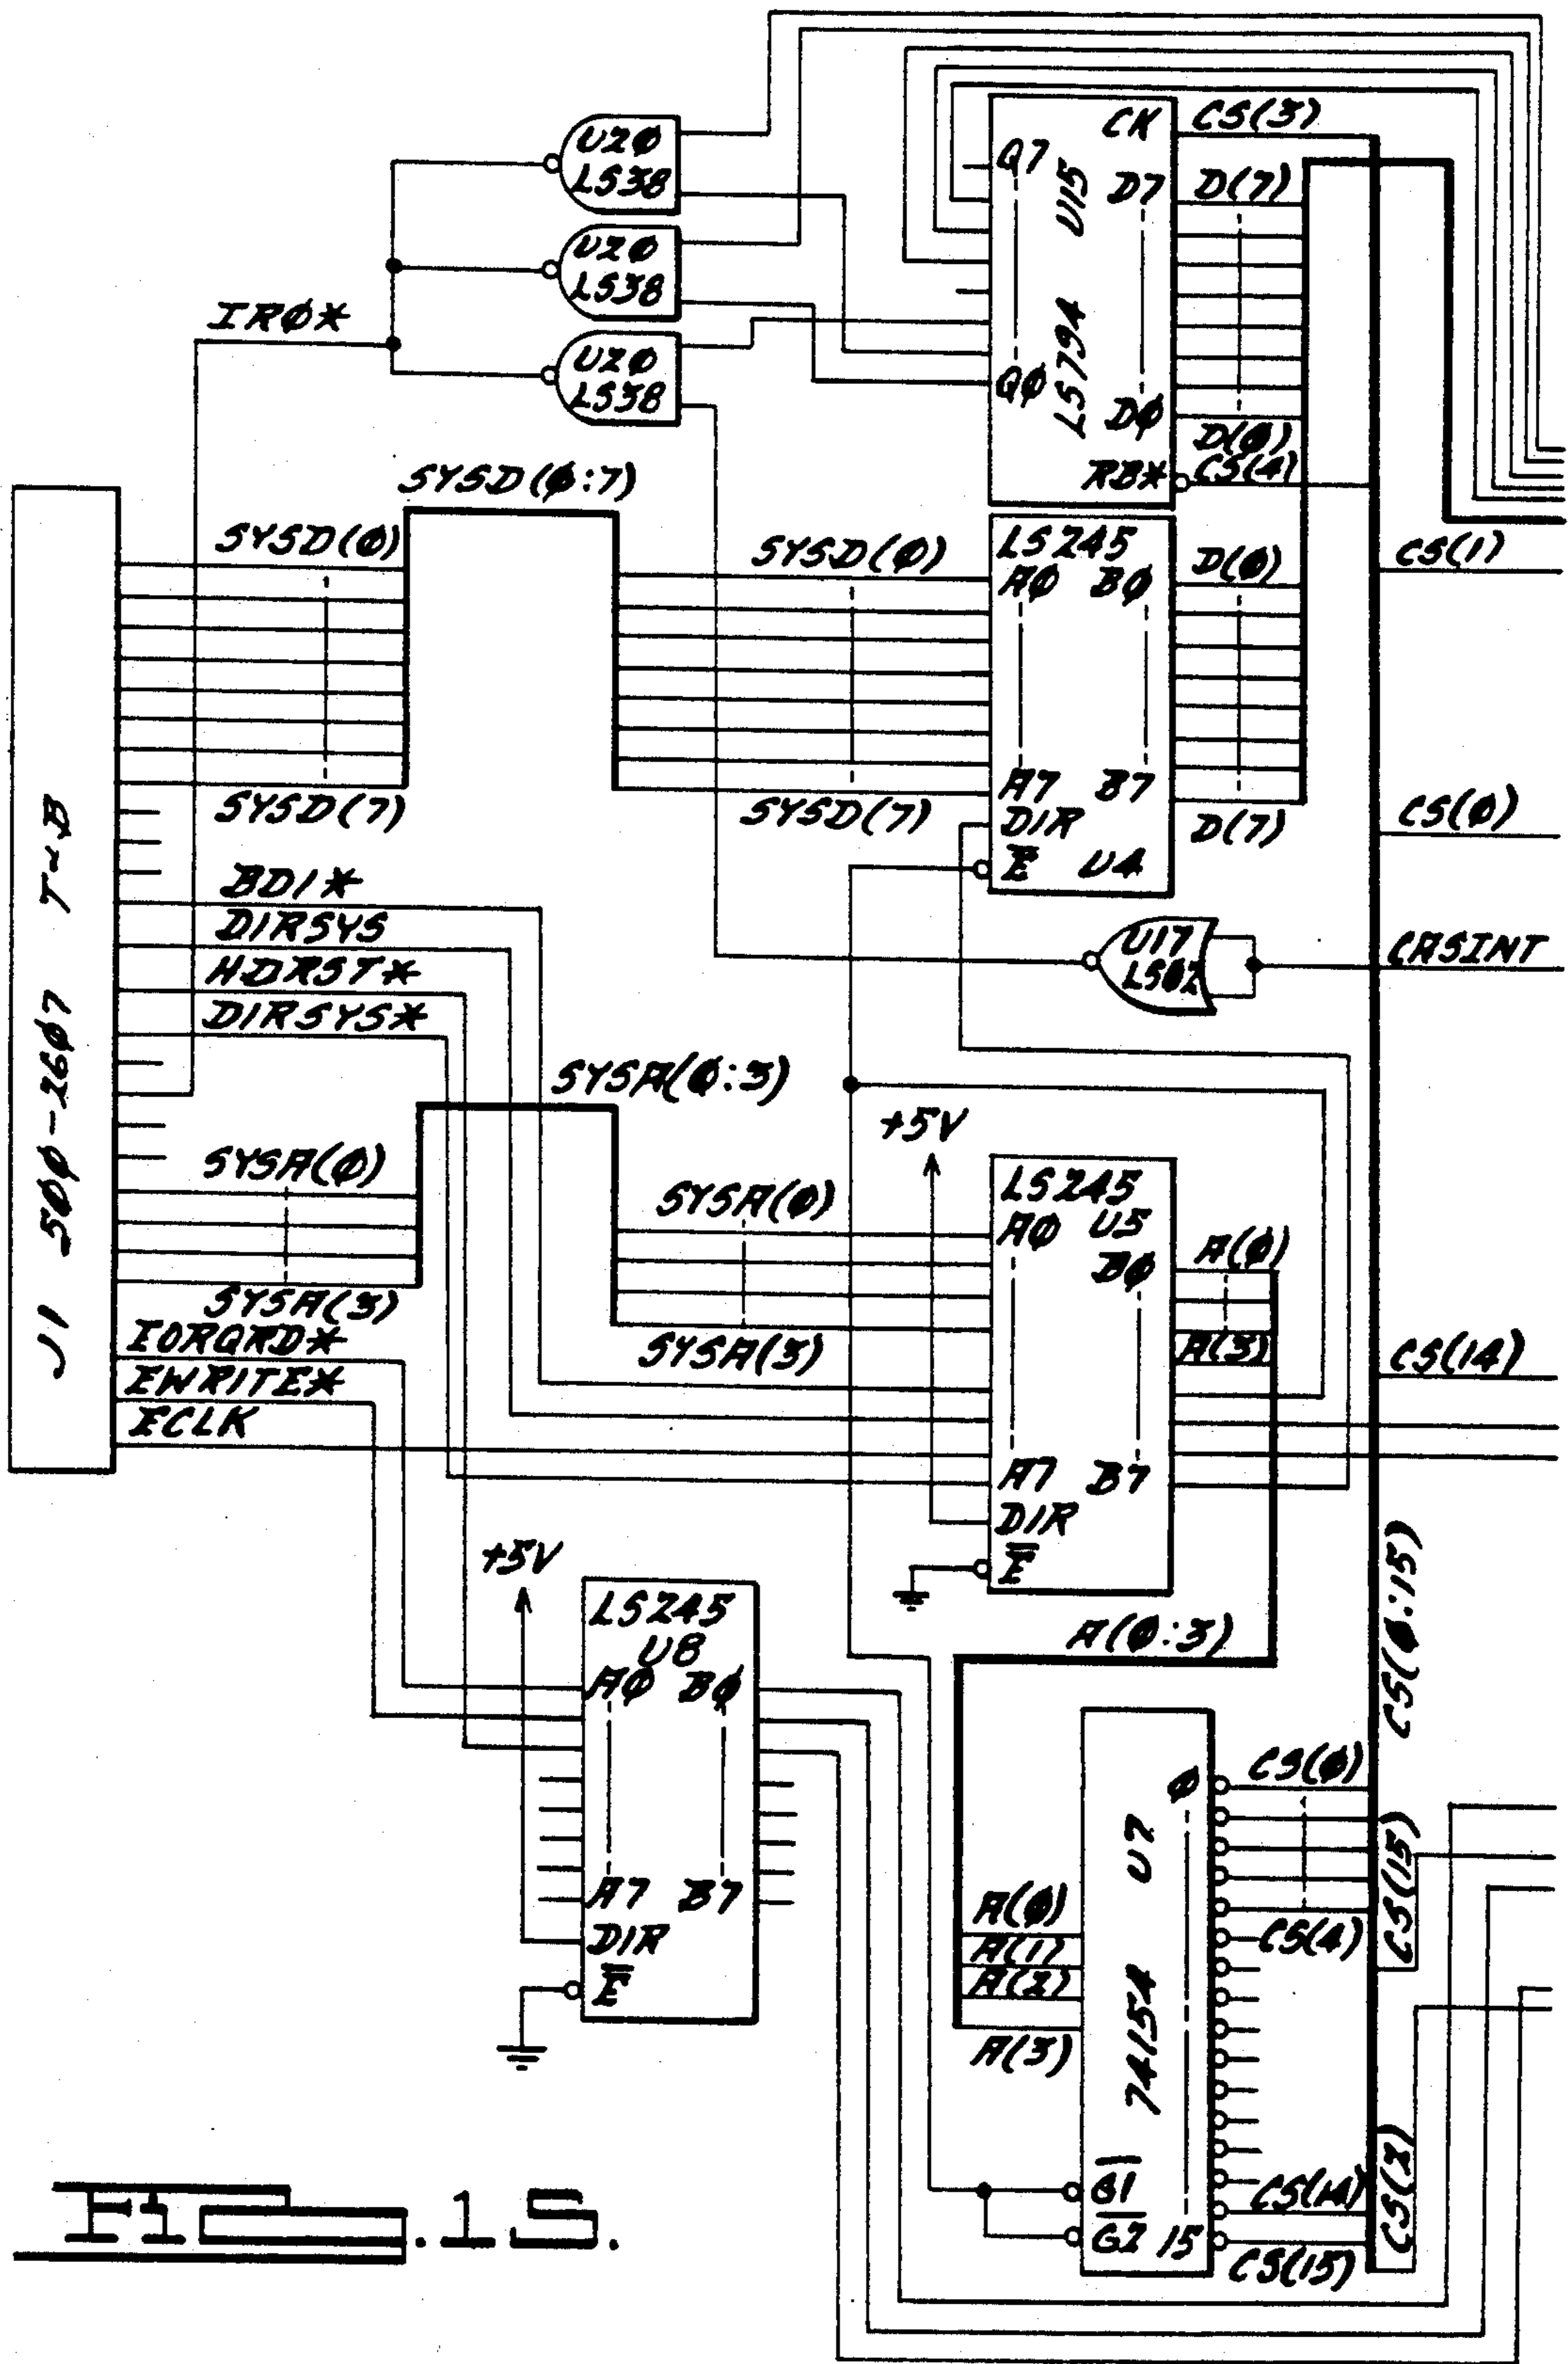 U20
LS38
U20
LS38
U20
LS38
IRØ*
CK
CS(3)
Q7
D7
D(7)
U15
LS794
QØ
DØ
D(Ø)
RB*
CS(4)
SYSD(Ø:7)
SYSD(Ø)
SYSD(7)
SYSD(Ø)
SYSD(7)
LS245
AØ BØ
D(Ø)
A7 B7
D(7)
DIR
E U4
CS(1)
CS(Ø)
J1 5ØØ-26Ø7 T~B
BDI*
DIRSYS
HDRST*
DIRSYS*
U17
LSØ2
CASINT
SYSA(Ø:3)
SYSA(Ø)
SYSA(3)
IORQRD*
EWRITE*
ECLK
+5V
SYSA(Ø)
SYSA(3)
LS245
AØ U5
BØ
A(Ø)
A(3)
A7 B7
DIR
E
CS(14)
CS(Ø:15)
A(Ø:3)
+5V
LS245
U8
AØ BØ
A7 B7
DIR
E
Ø
U7
74154
CS(Ø)
CS(4)
CS(15)
A(Ø)
A(1)
A(2)
A(3)
G1
G2 15
CS(14)
CS(15)
CS(2)
FIG.15.